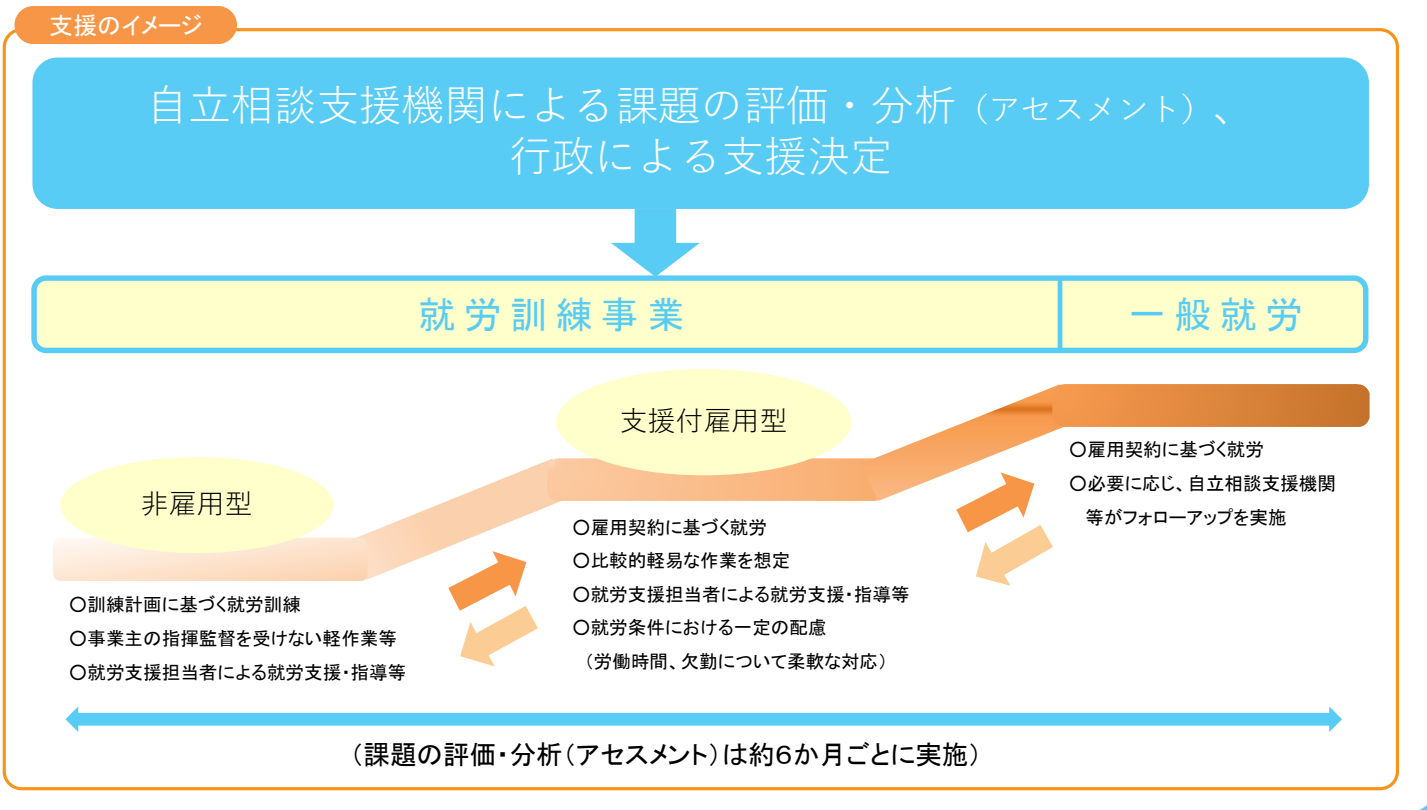 支援のイメージ
自立相談支援機関による課題の評価・分析（アセスメント）、
行政による支援決定
就労訓練事業
一般就労
非雇用型
○訓練計画に基づく就労訓練
○事業主の指揮監督を受けない軽作業等
○就労支援担当者による就労支援・指導等
支援付雇用型
○雇用契約に基づく就労
○比較的軽易な作業を想定
○就労支援担当者による就労支援・指導等
○就労条件における一定の配慮
（労働時間、欠勤について柔軟な対応）
○雇用契約に基づく就労
○必要に応じ、自立相談支援機関
等がフォローアップを実施
（課題の評価・分析（アセスメント）は約６か月ごとに実施）